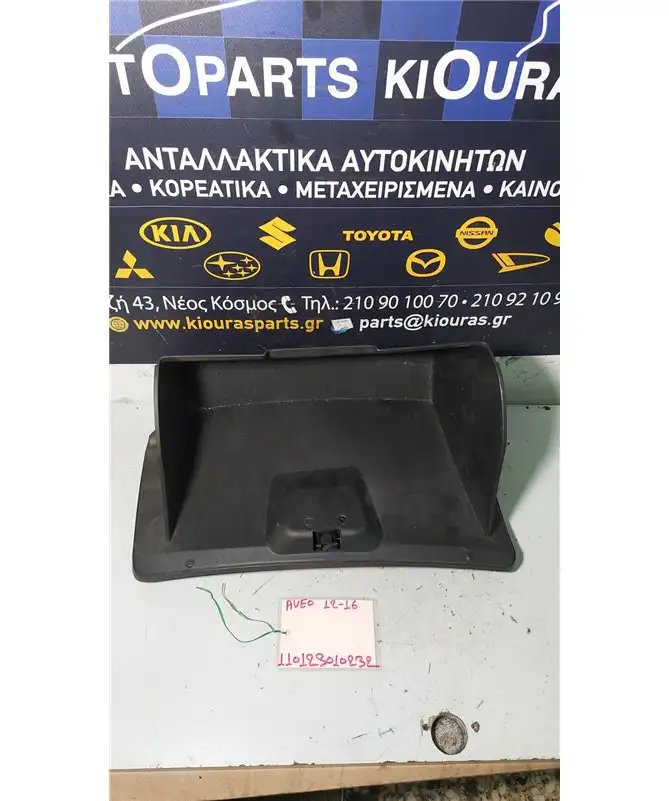 TOPARTS KIOURA
ΑΝΤΑΛΛΑΚΤΙΚΑ ΑΥΤΟΚΙΝΗΤΩΝ
Α • ΚΟΡΕΑΤΙΚΑ • ΜΕΤΑΧΕΙΡΙΣΜΕΝΑ • ΚΑΙΝΟ
KIA
TOYOTA
NISSAN
ζή 43, Νέος Κόσμος Τηλ.: 210 90 100 70 • 210 92 10 9
www.kiourasparts.gr parts@kiouras.gr
AVEO 12-16
110123010232